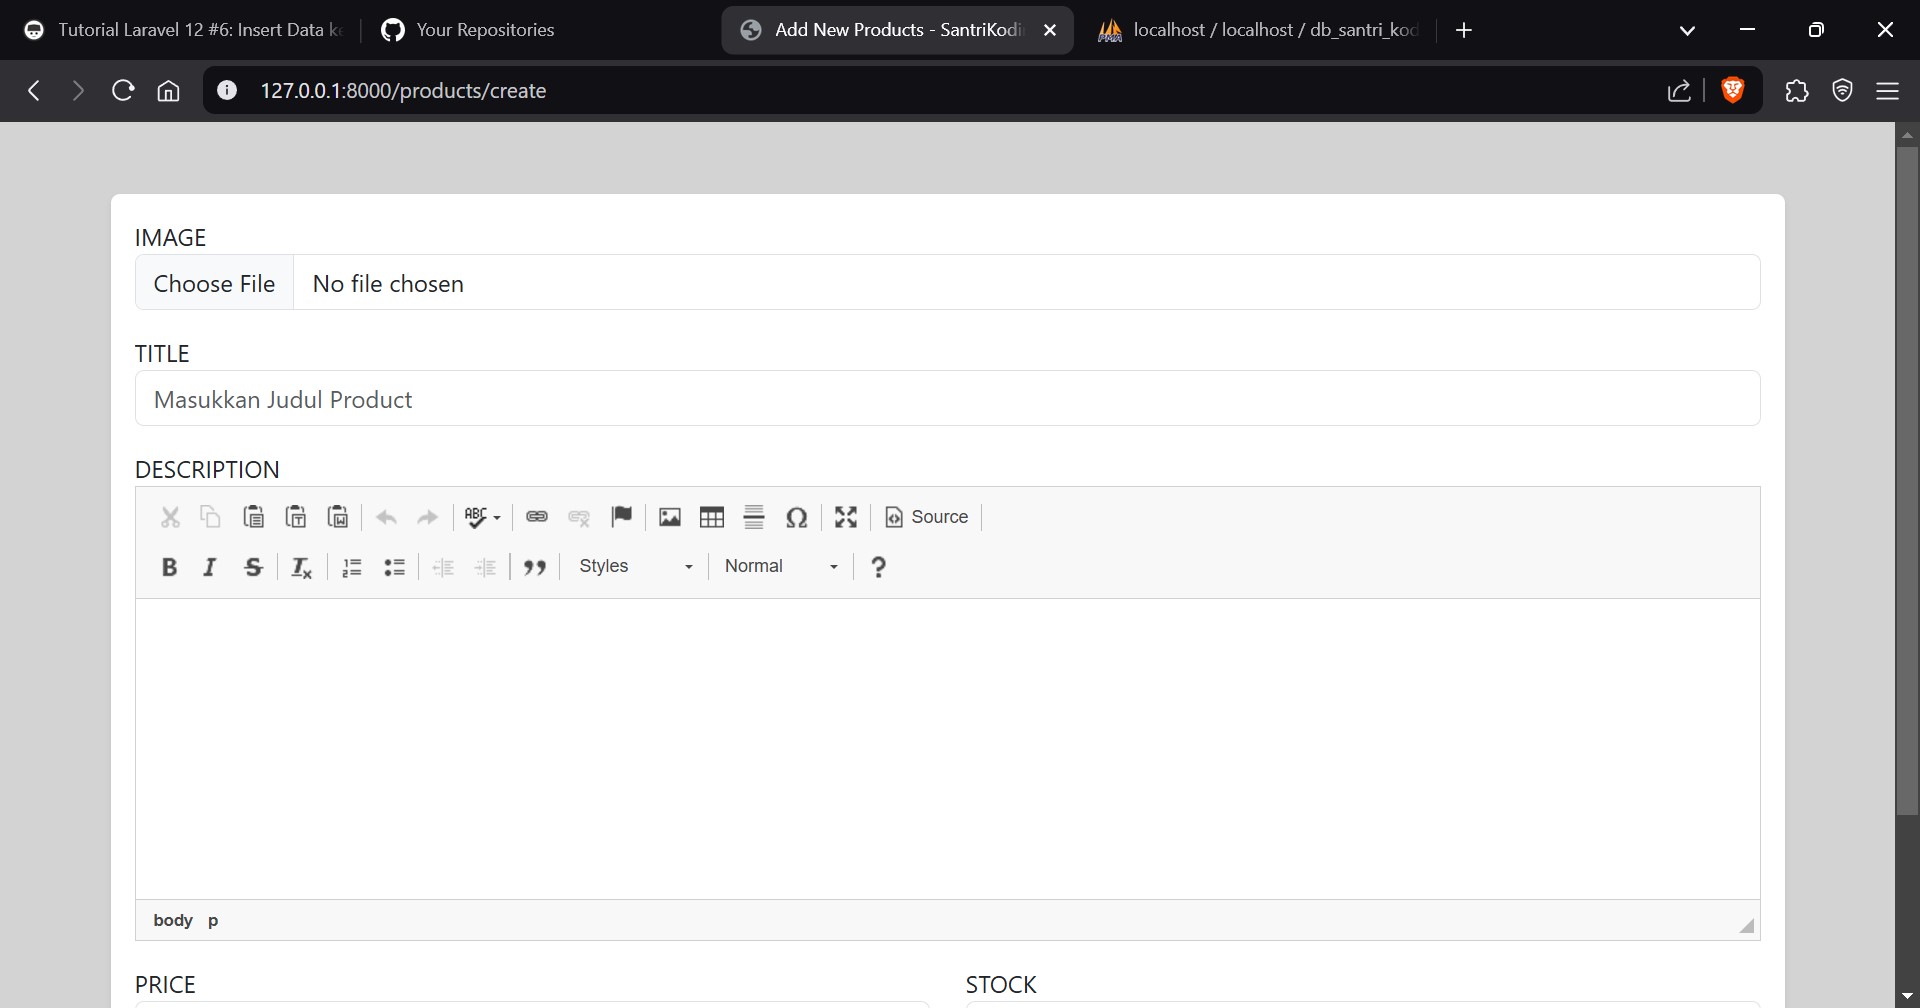 Tutorial Laravel 12 #6: Insert Data ke
Your Repositories
Add New Products - SantriKodi
localhost / localhost / db_santri_kod
127.0.0.1:8000/products/create
IMAGE
Choose File No file chosen
TITLE
Masukkan Judul Product
DESCRIPTION
ABC
Source
B I S Styles Normal ?
body p
PRICE STOCK